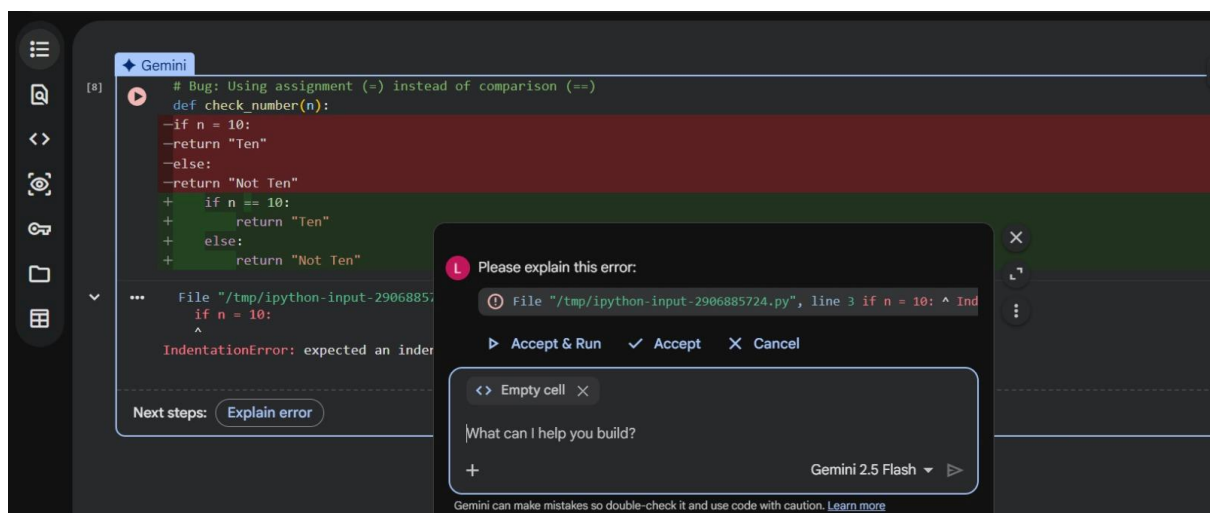 Gemini
[8]
# Bug: Using assignment (=) instead of comparison (==)
def check_number(n):
—if n = 10:
—return "Ten"
—else:
—return "Not Ten"
+ if n == 10:
+ return "Ten"
+ else:
+ return "Not Ten"
File "/tmp/ipython-input-2906885
if n = 10:
^
IndentationError: expected an inden
Next steps: Explain error
L Please explain this error:
File "/tmp/ipython-input-2906885724.py", line 3 if n = 10: ^ Ind
Accept & Run Accept Cancel
<> Empty cell
What can I help you build?
+ Gemini 2.5 Flash
Gemini can make mistakes so double-check it and use code with caution. Learn more